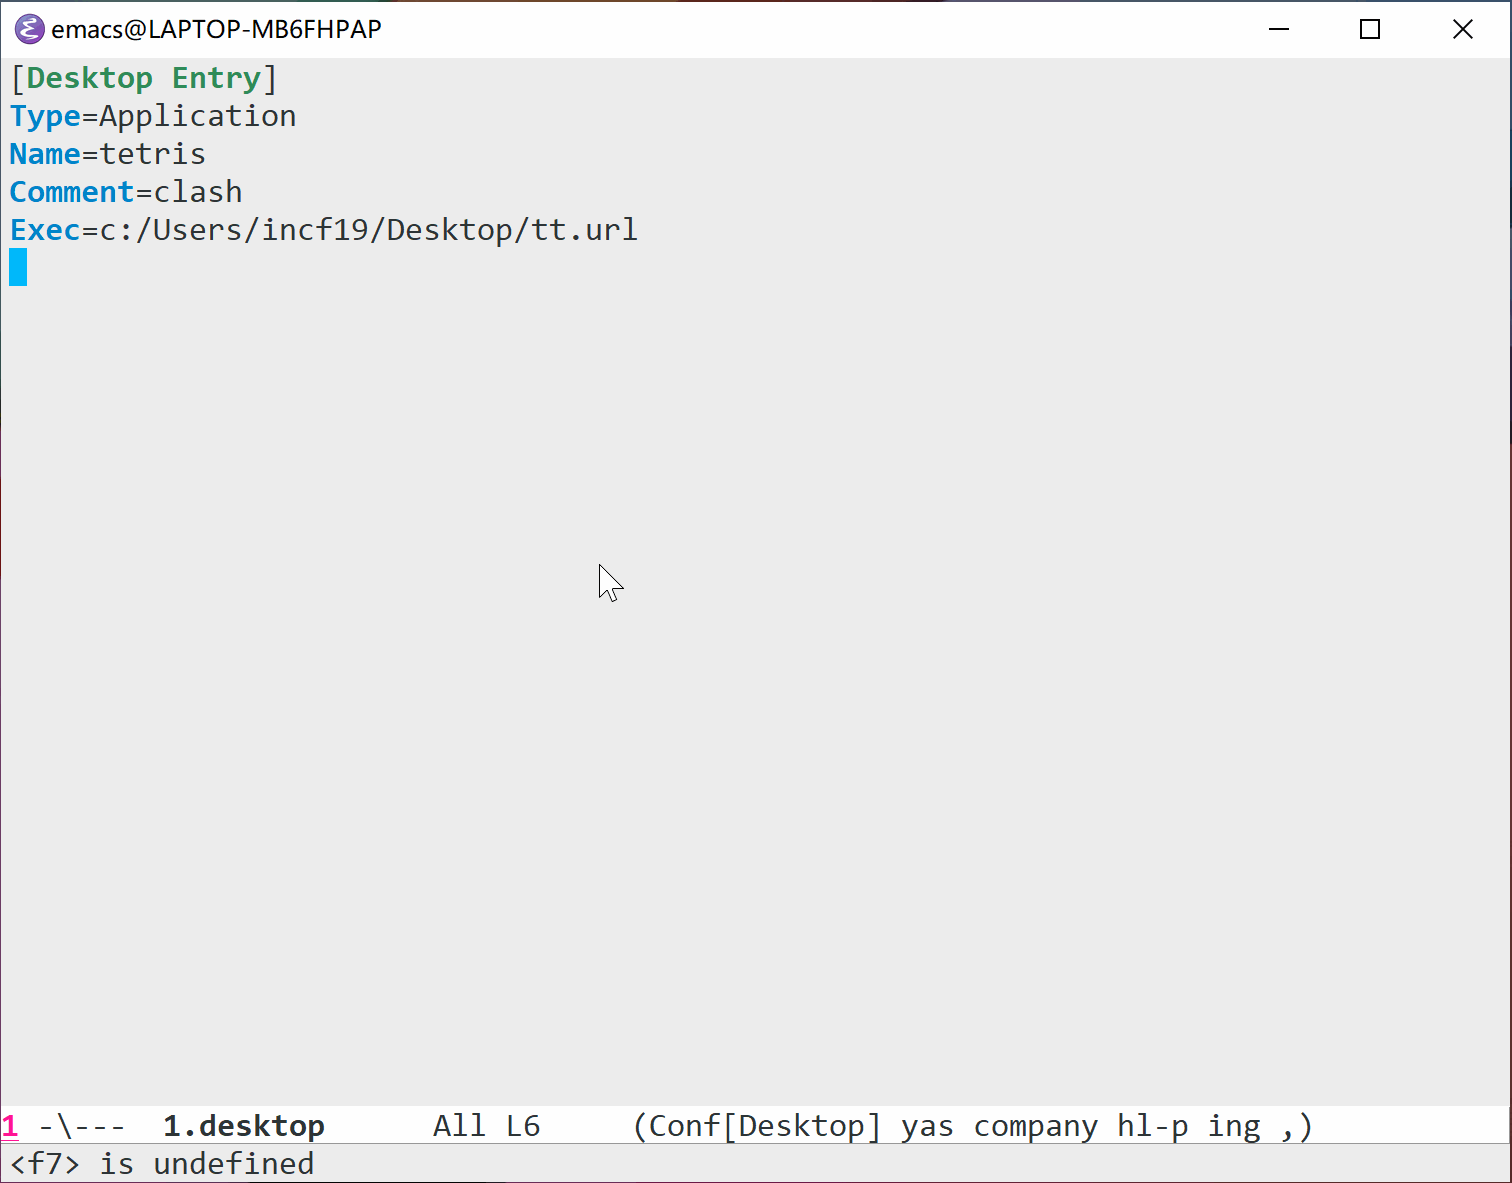 emacs@LAPTOP-MB6FHPAP
[Desktop Entry]
Type=Application
Name=tetris
Comment=clash
Exec=c:/Users/incf19/Desktop/tt.url
1 -\---  1.desktop      All L6     (Conf[Desktop] yas company hl-p ing ,)
<f7> is undefined